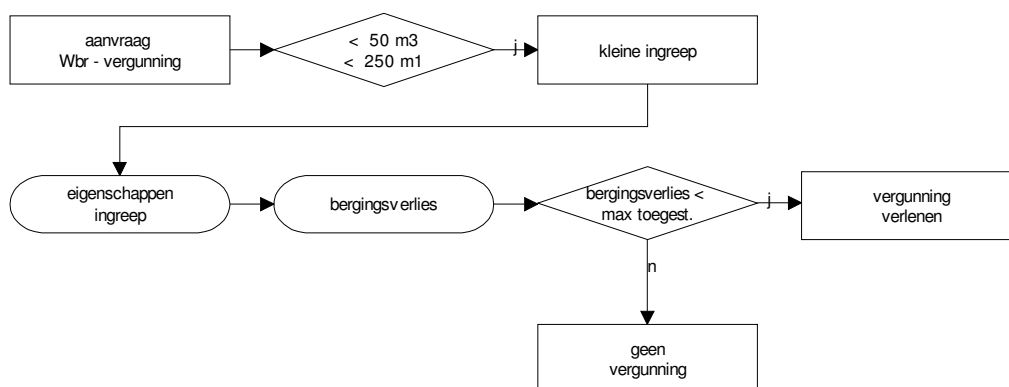 aanvraag
Wbr - vergunning
< 50 m3
< 250 m1
j
kleine ingreep
eigenschappen
ingreep
bergingsverlies
bergingsverlies <
max toegest.
j
vergunning
verlenen
n
geen
vergunning